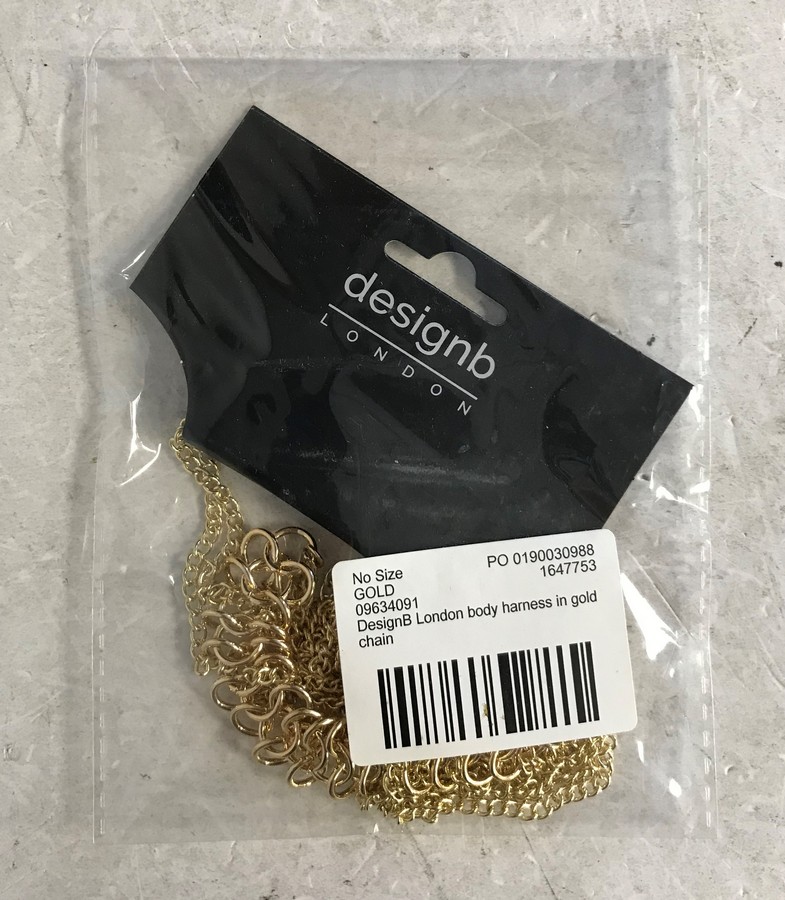 designb
LONDON
No Size
PO 0190030988
GOLD
1647753
09634091
DesignB London body harness in gold
chain